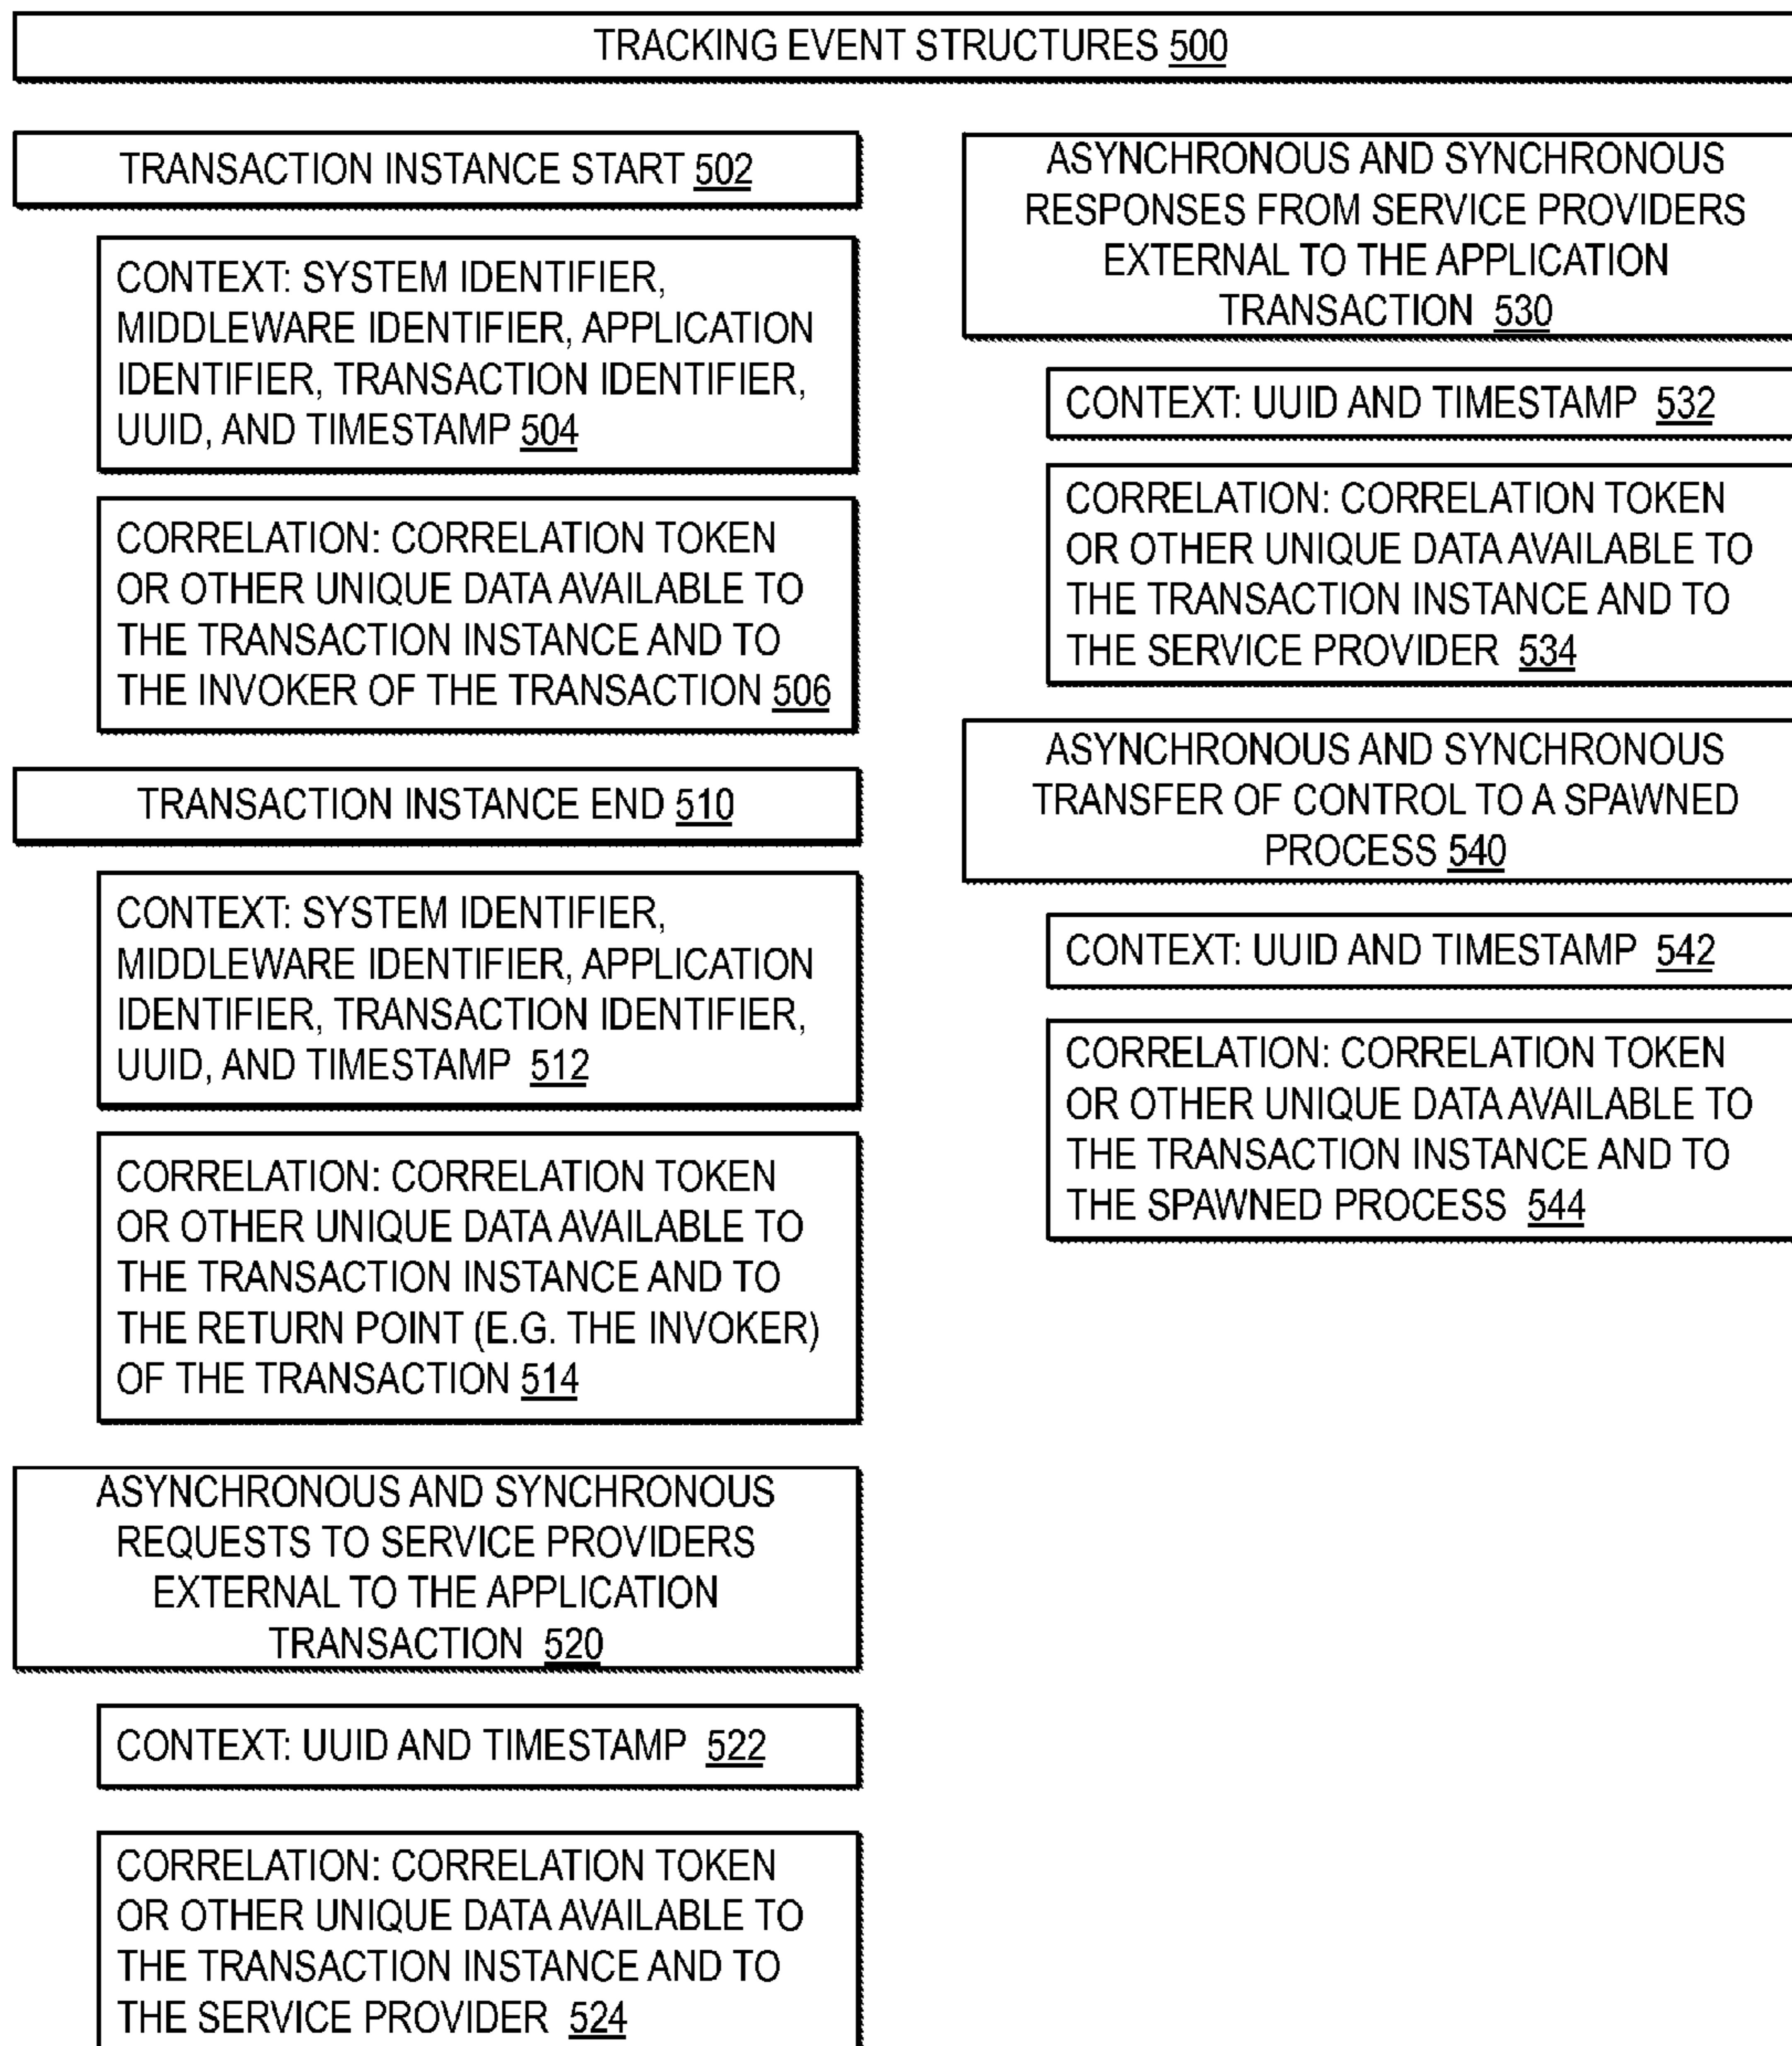 TRACKING EVENT STRUCTURES 500
TRANSACTION INSTANCE START 502
CONTEXT: SYSTEM IDENTIFIER,
MIDDLEWARE IDENTIFIER, APPLICATION
IDENTIFIER, TRANSACTION IDENTIFIER,
UUID, AND TIMESTAMP 504
CORRELATION: CORRELATION TOKEN
OR OTHER UNIQUE DATA AVAILABLE TO
THE TRANSACTION INSTANCE AND TO
THE INVOKER OF THE TRANSACTION 506
TRANSACTION INSTANCE END 510
CONTEXT: SYSTEM IDENTIFIER,
MIDDLEWARE IDENTIFIER, APPLICATION
IDENTIFIER, TRANSACTION IDENTIFIER,
UUID, AND TIMESTAMP 512
CORRELATION: CORRELATION TOKEN
OR OTHER UNIQUE DATA AVAILABLE TO
THE TRANSACTION INSTANCE AND TO
THE RETURN POINT (E.G. THE INVOKER)
OF THE TRANSACTION 514
ASYNCHRONOUS AND SYNCHRONOUS
REQUESTS TO SERVICE PROVIDERS
EXTERNAL TO THE APPLICATION
TRANSACTION 520
CONTEXT: UUID AND TIMESTAMP 522
CORRELATION: CORRELATION TOKEN
OR OTHER UNIQUE DATA AVAILABLE TO
THE TRANSACTION INSTANCE AND TO
THE SERVICE PROVIDER 524
ASYNCHRONOUS AND SYNCHRONOUS
RESPONSES FROM SERVICE PROVIDERS
EXTERNAL TO THE APPLICATION
TRANSACTION 530
CONTEXT: UUID AND TIMESTAMP 532
CORRELATION: CORRELATION TOKEN
OR OTHER UNIQUE DATA AVAILABLE TO
THE TRANSACTION INSTANCE AND TO
THE SERVICE PROVIDER 534
ASYNCHRONOUS AND SYNCHRONOUS
TRANSFER OF CONTROL TO A SPAWNED
PROCESS 540
CONTEXT: UUID AND TIMESTAMP 542
CORRELATION: CORRELATION TOKEN
OR OTHER UNIQUE DATA AVAILABLE TO
THE TRANSACTION INSTANCE AND TO
THE SPAWNED PROCESS 544